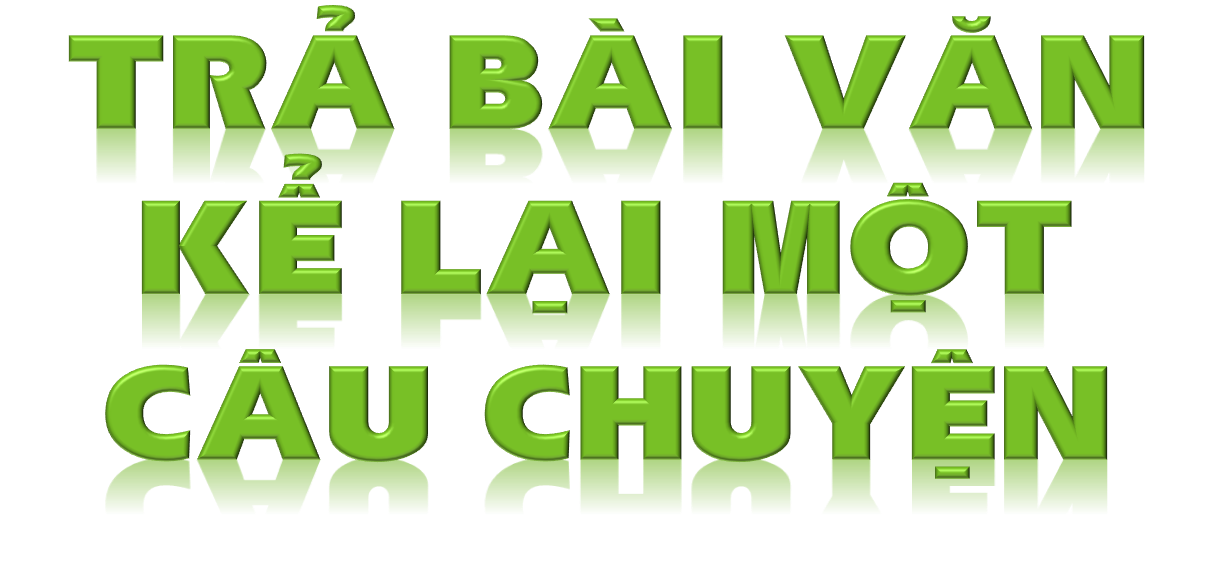 TRẢ BÀI VĂN
KỂ LẠI MỘT
CÂU CHUYỆN